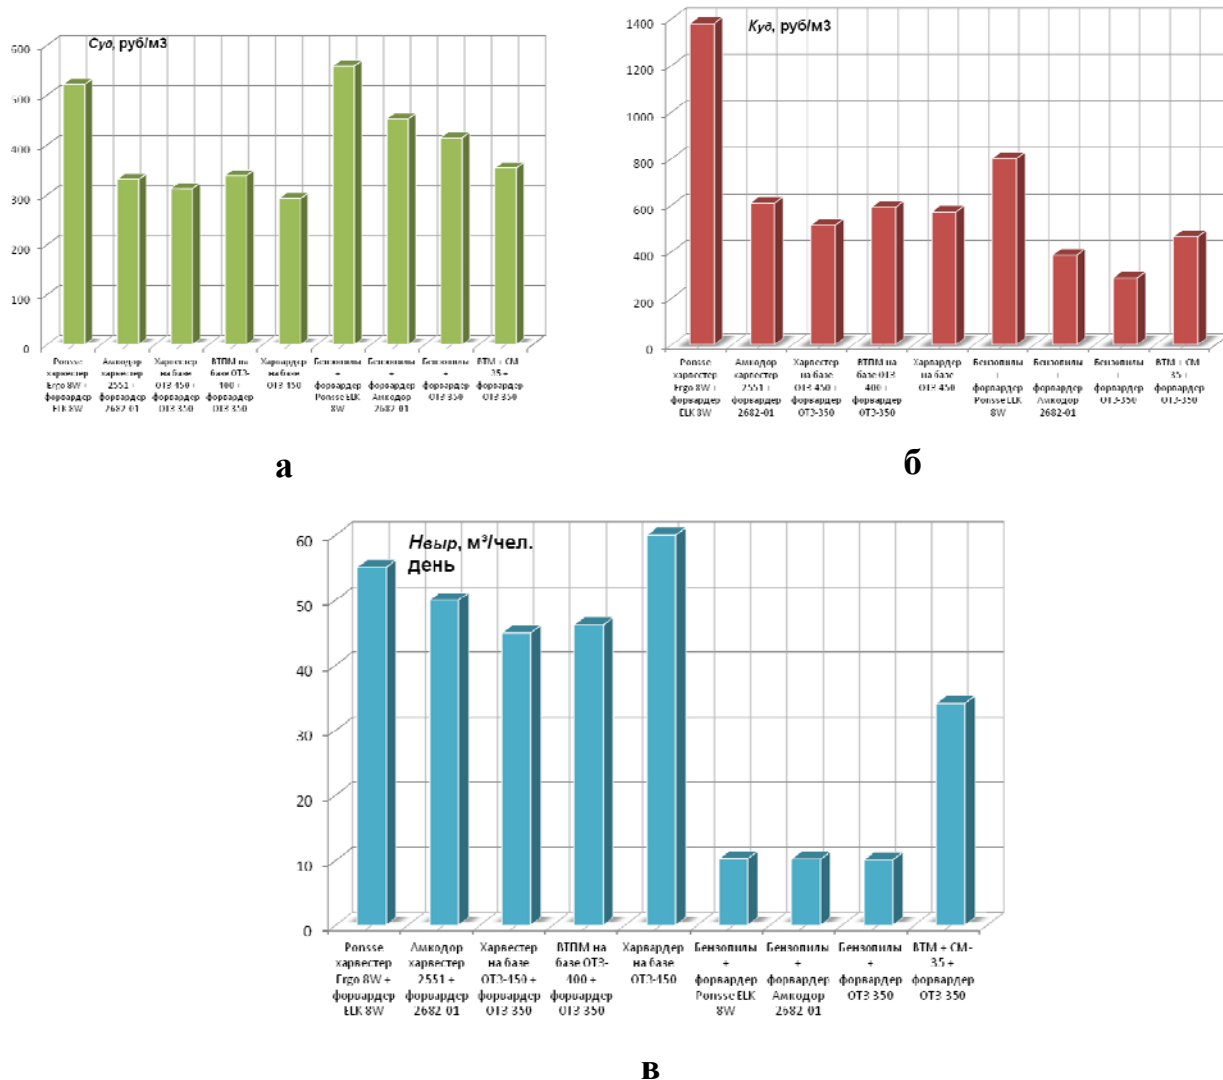 Суд, руб/м3
600
500
400
300
200
100
0
Ponsse
харвестер
Ergo 8W +
форвардер
ELK 8W
Амкодор
харвестер
2551 +
форвардер
2682-01
Харвестер
на базе
ОТЗ-450 +
форвардер
ОТЗ-350
ВТПМ на
базе ОТЗ-
400 +
форвардер
ОТЗ-350
Харвардер
на базе
ОТЗ-450
Бензопилы
+
форвардер
Ponsse ELK
8W
Бензопилы
+
форвардер
Амкодор
2682-01
Бензопилы
+
форвардер
ОТЗ-350
ВТМ + СМ-
35 +
форвардер
ОТЗ-350
а
Куд, руб/м3
1400
1200
1000
800
600
400
200
0
Ponsse
харвестер
Ergo 8W +
форвардер
ELK 8W
Амкодор
харвестер
2551 +
форвардер
2682-01
Харвестер
на базе
ОТЗ-450 +
форвардер
ОТЗ-350
ВТПМ на
базе ОТЗ-
400 +
форвардер
ОТЗ-350
Харвардер
на базе
ОТЗ-450
Бензопилы
+
форвардер
Ponsse ELK
8W
Бензопилы
+
форвардер
Амкодор
2682-01
Бензопилы
+
форвардер
ОТЗ-350
ВТМ + СМ-
35 +
форвардер
ОТЗ-350
б
Нвыр, м³/чел.
день
60
50
40
30
20
10
0
Ponsse
харвестер
Ergo 8W +
форвардер
ELK 8W
Амкодор
харвестер
2551 +
форвардер
2682-01
Харвестер
на базе
ОТЗ-450 +
форвардер
ОТЗ-350
ВТПМ на
базе ОТЗ-
400 +
форвардер
ОТЗ-350
Харвардер
на базе
ОТЗ-450
Бензопилы
+
форвардер
Ponsse ELK
8W
Бензопилы
+
форвардер
Амкодор
2682-01
Бензопилы
+
форвардер
ОТЗ-350
ВТМ + СМ-
35 +
форвардер
ОТЗ-350
в